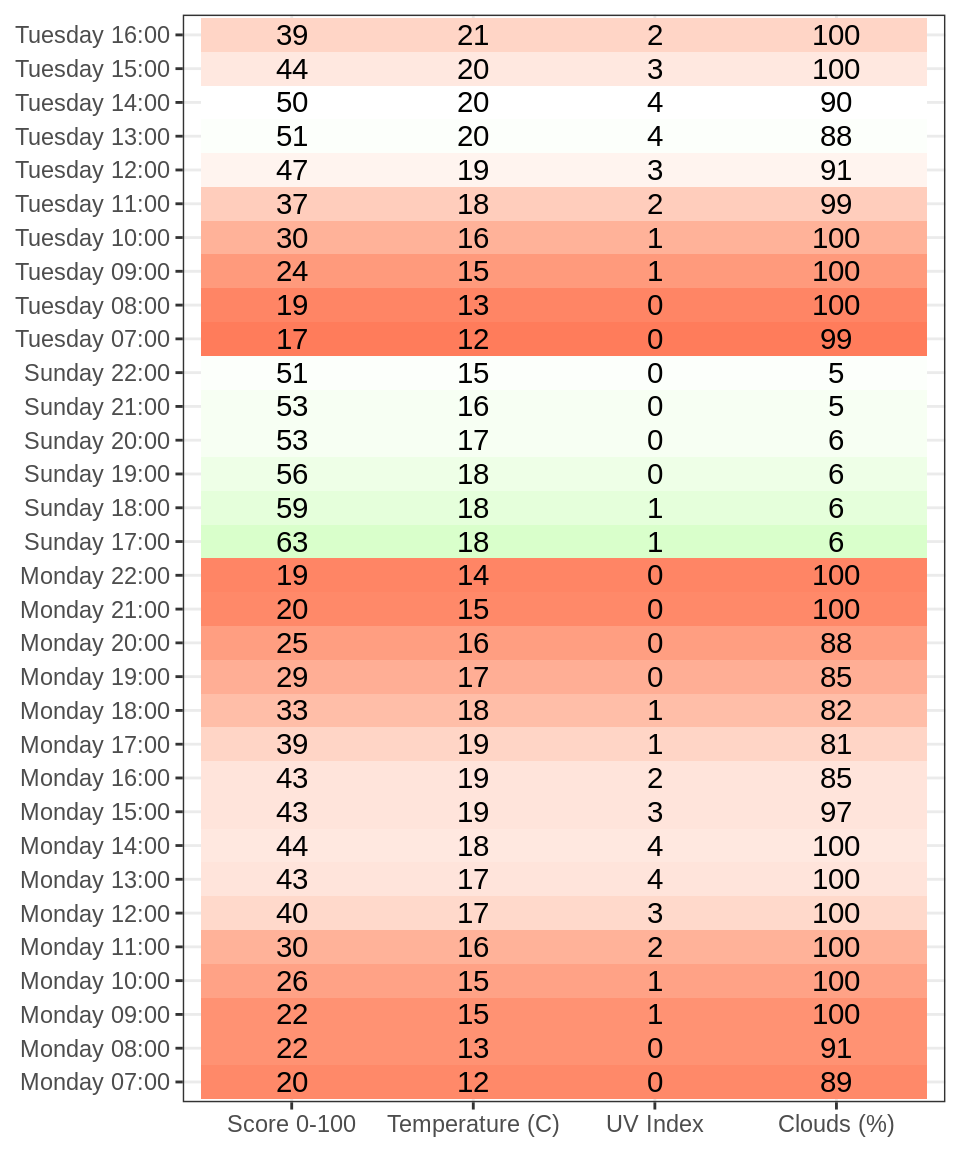 Tuesday 16:00 39 21 2 100
Tuesday 15:00 44 20 3 100
Tuesday 14:00 50 20 4 90
Tuesday 13:00 51 20 4 88
Tuesday 12:00 47 19 3 91
Tuesday 11:00 37 18 2 99
Tuesday 10:00 30 16 1 100
Tuesday 09:00 24 15 1 100
Tuesday 08:00 19 13 0 100
Tuesday 07:00 17 12 0 99
Sunday 22:00 51 15 0 5
Sunday 21:00 53 16 0 5
Sunday 20:00 53 17 0 6
Sunday 19:00 56 18 0 6
Sunday 18:00 59 18 1 6
Sunday 17:00 63 18 1 6
Monday 22:00 19 14 0 100
Monday 21:00 20 15 0 100
Monday 20:00 25 16 0 88
Monday 19:00 29 17 0 85
Monday 18:00 33 18 1 82
Monday 17:00 39 19 1 81
Monday 16:00 43 19 2 85
Monday 15:00 43 19 3 97
Monday 14:00 44 18 4 100
Monday 13:00 43 17 4 100
Monday 12:00 40 17 3 100
Monday 11:00 30 16 2 100
Monday 10:00 26 15 1 100
Monday 09:00 22 15 1 100
Monday 08:00 22 13 0 91
Monday 07:00 20 12 0 89
Score 0-100 Temperature (C) UV Index Clouds (%)